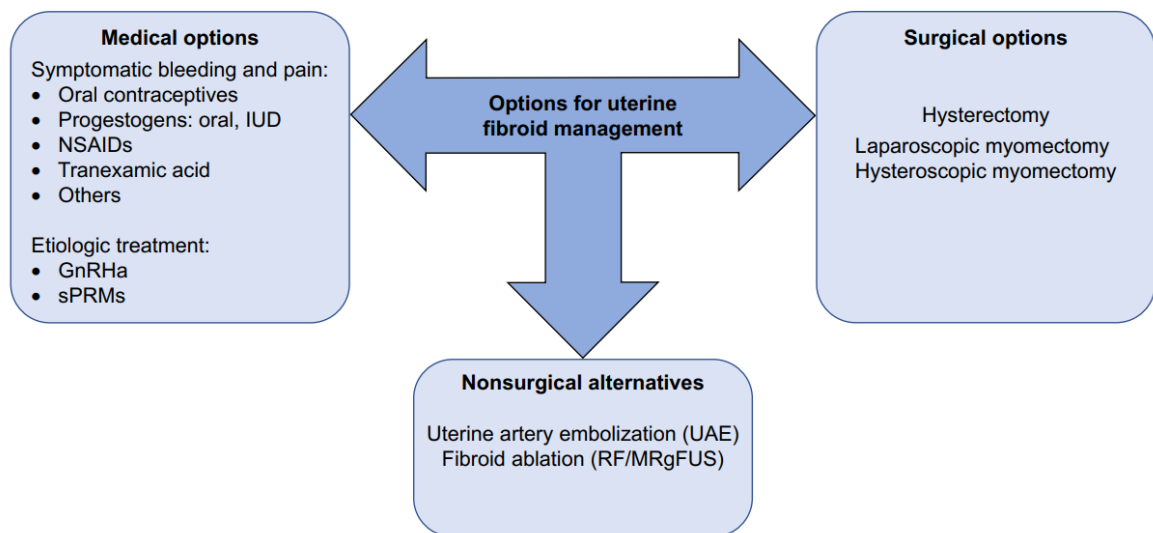 Medical options
Symptomatic bleeding and pain:
• Oral contraceptives
• Progestogens: oral, IUD
• NSAIDs
• Tranexamic acid
• Others
Etiologic treatment:
• GnRHa
• sPRMs
Options for uterine
fibroid management
Surgical options
Hysterectomy
Laparoscopic myomectomy
Hysteroscopic myomectomy
Nonsurgical alternatives
Uterine artery embolization (UAE)
Fibroid ablation (RF/MRgFUS)